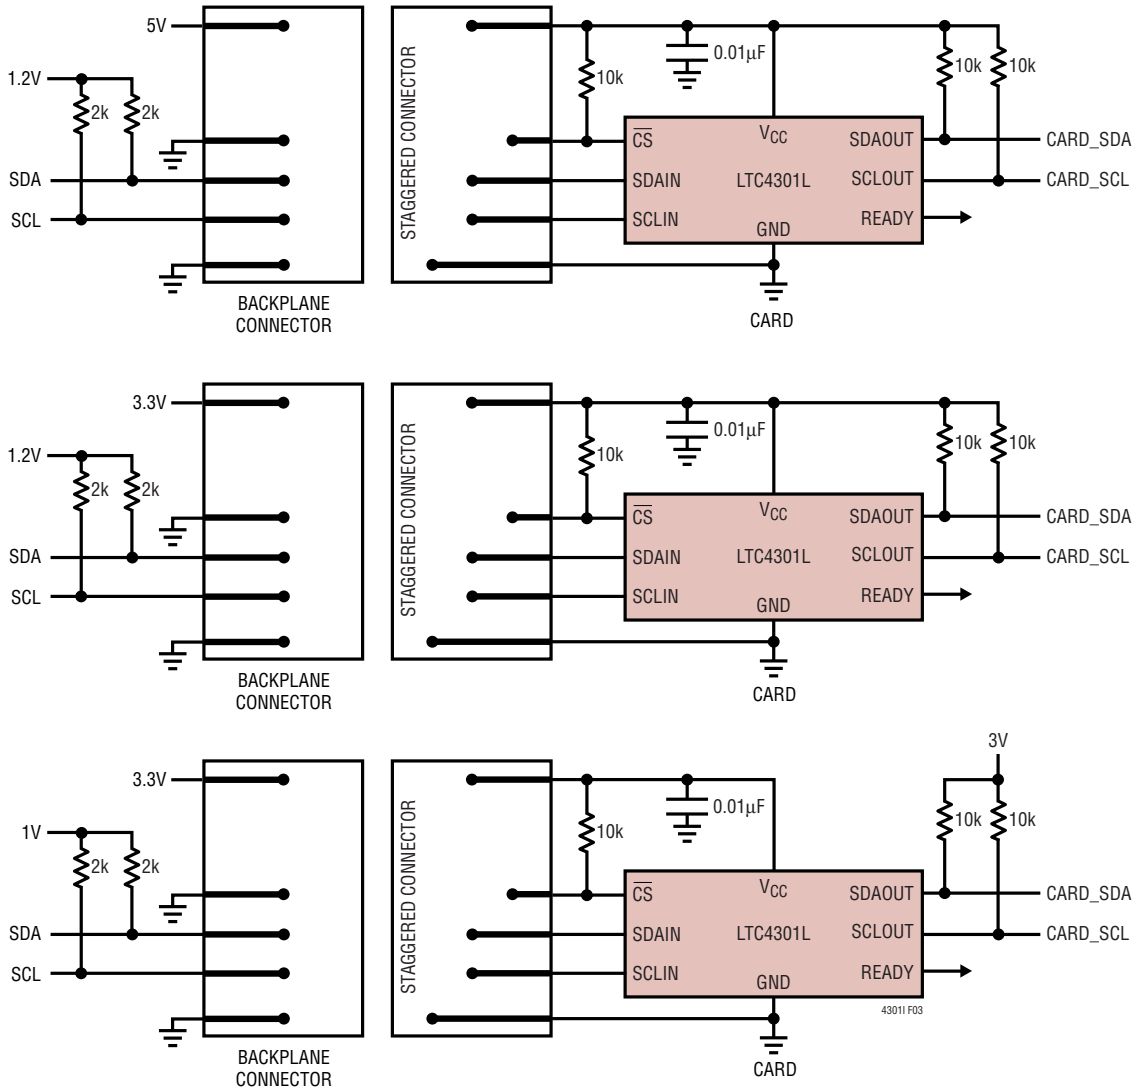 5V
1.2V
2k
2k
SDA
SCL
BACKPLANE
CONNECTOR
STAGGERED CONNECTOR
10k
0.01µF
10k
10k
CS
VCC
SDAOUT
SDAIN
LTC4301L
SCLOUT
SCLIN
GND
READY
CARD_SDA
CARD_SCL
CARD
3.3V
1.2V
2k
2k
SDA
SCL
BACKPLANE
CONNECTOR
STAGGERED CONNECTOR
10k
0.01µF
10k
10k
CS
VCC
SDAOUT
SDAIN
LTC4301L
SCLOUT
SCLIN
GND
READY
CARD_SDA
CARD_SCL
CARD
3.3V
1V
2k
2k
SDA
SCL
BACKPLANE
CONNECTOR
STAGGERED CONNECTOR
10k
0.01µF
3V
10k
10k
CS
VCC
SDAOUT
SDAIN
LTC4301L
SCLOUT
SCLIN
GND
READY
CARD_SDA
CARD_SCL
4301l F03
CARD